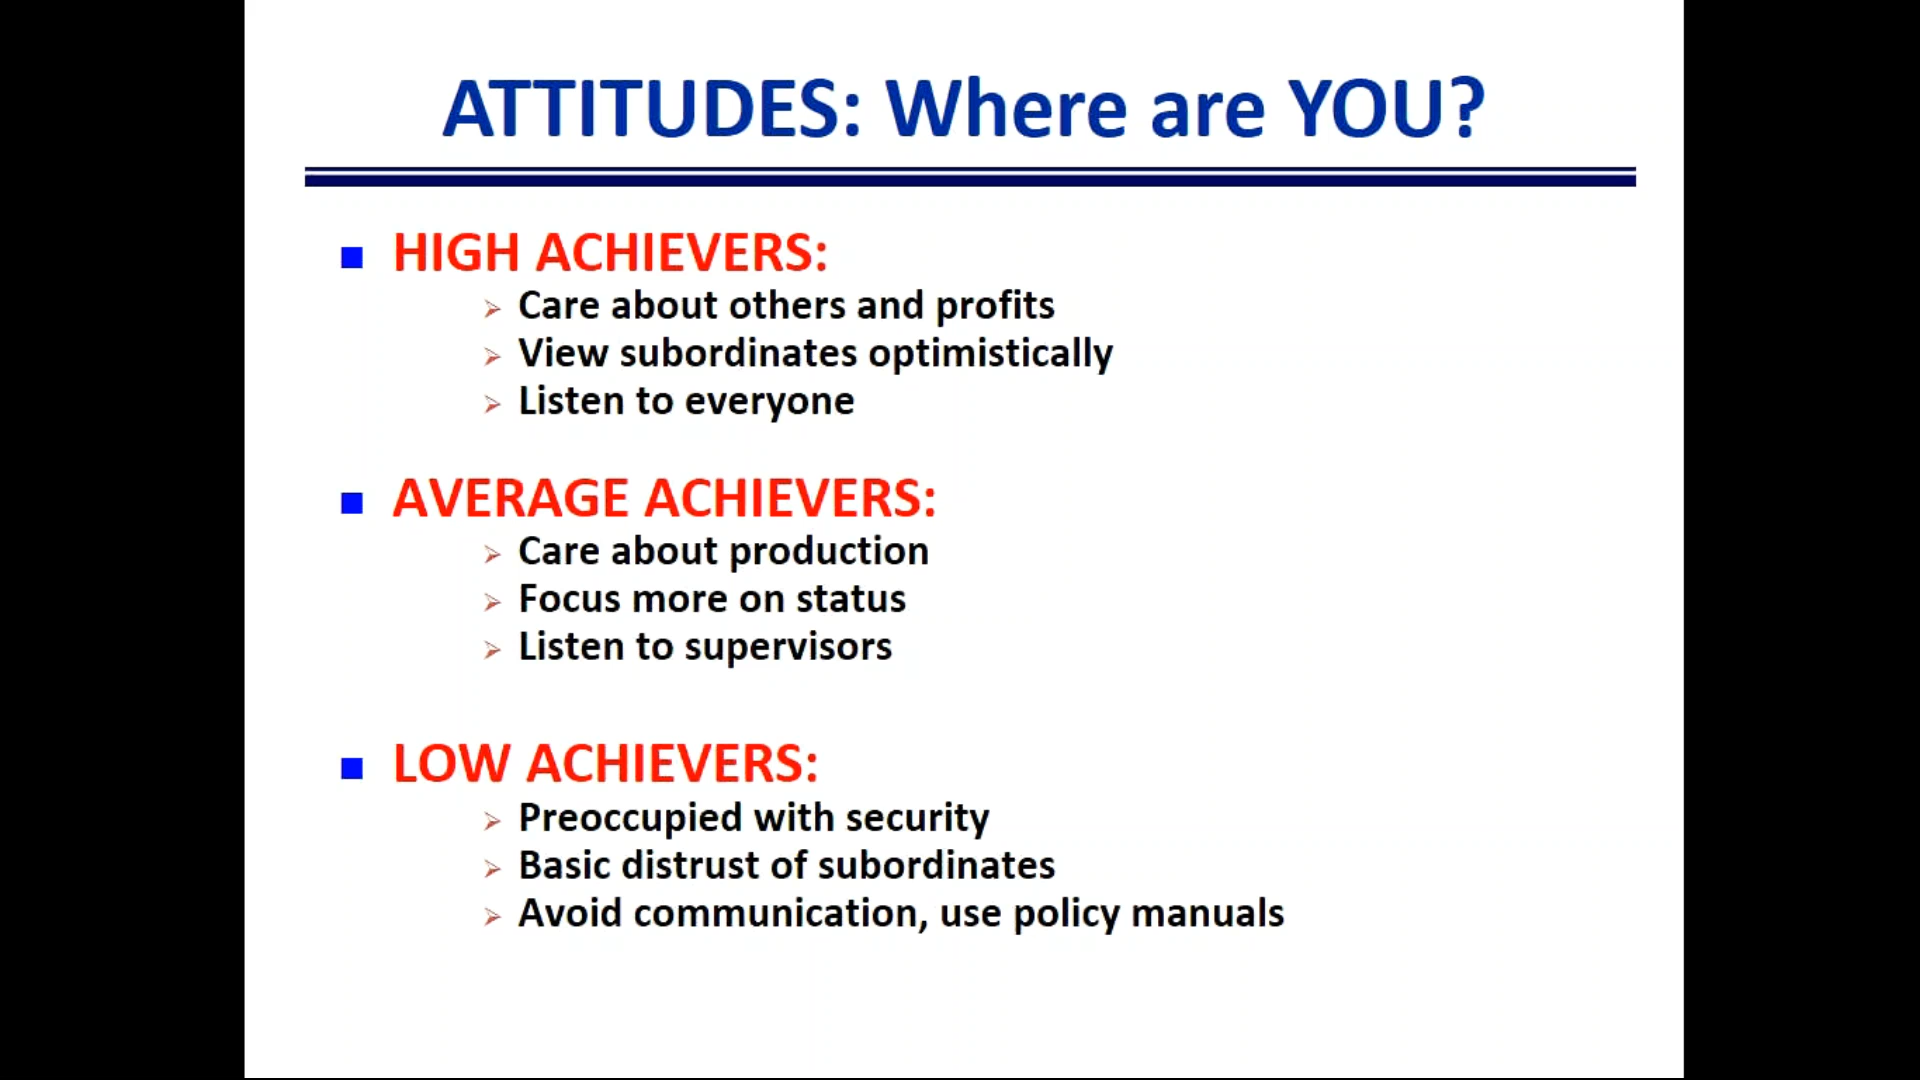 ATTITUDES: Where are YOU?
HIGH ACHIEVERS:
Care about others and profits
View subordinates optimistically
Listen to everyone
AVERAGE ACHIEVERS:
Care about production
Focus more on status
Listen to supervisors
LOW ACHIEVERS:
Preoccupied with security
Basic distrust of subordinates
Avoid communication, use policy manuals